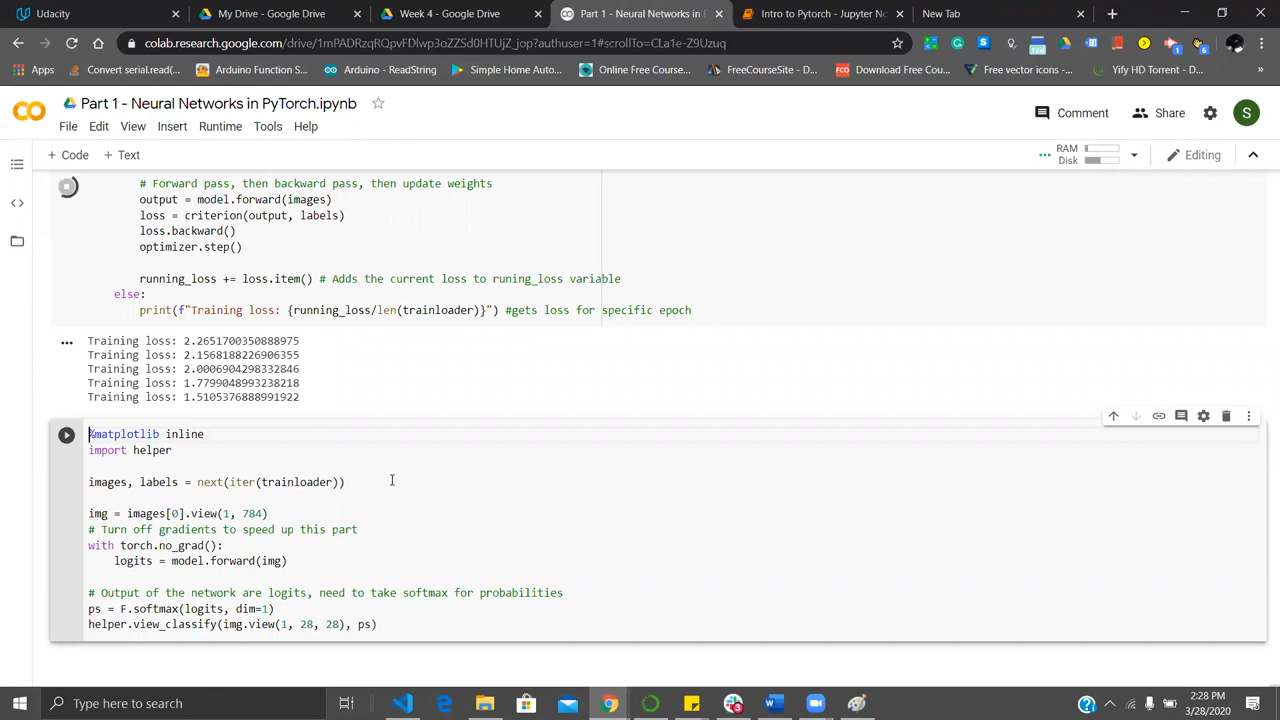 Udacity
My Drive - Google Drive
Week 4 - Google Drive
Part 1 - Neural Networks in P
Intro to Pytorch - Jupyter No
New Tab
colab.research.google.com/drive/1mPADRzqRQpvFDlwp3oZZSd0HTUjZ_jop?authuser=1#scrollTo=CLa1e-Z9Uzuq
Apps
Convert serial.read(...
Arduino Function S...
Arduino - ReadString
Simple Home Auto...
Online Free Course...
FreeCourseSite - D...
FCO Download Free Cou...
Free vector icons -...
Yify HD Torrent - D...
Part 1 - Neural Networks in PyTorch.ipynb
Comment
Share
S
File Edit View Insert Runtime Tools Help
+ Code + Text
RAM
Disk
Editing
# Forward pass, then backward pass, then update weights
output = model.forward(images)
loss = criterion(output, labels)
loss.backward()
optimizer.step()
running_loss += loss.item() # Adds the current loss to runing_loss variable
else:
print(f"Training loss: {running_loss/len(trainloader)}") #gets loss for specific epoch
Training loss: 2.2651700350888975
Training loss: 2.1568188226906355
Training loss: 2.0006904298332846
Training loss: 1.7799048993238218
Training loss: 1.5105376888991922
%matplotlib inline
import helper
images, labels = next(iter(trainloader))
img = images[0].view(1, 784)
# Turn off gradients to speed up this part
with torch.no_grad():
logits = model.forward(img)
# Output of the network are logits, need to take softmax for probabilities
ps = F.softmax(logits, dim=1)
helper.view_classify(img.view(1, 28, 28), ps)
Type here to search
2:28 PM
3/28/2020